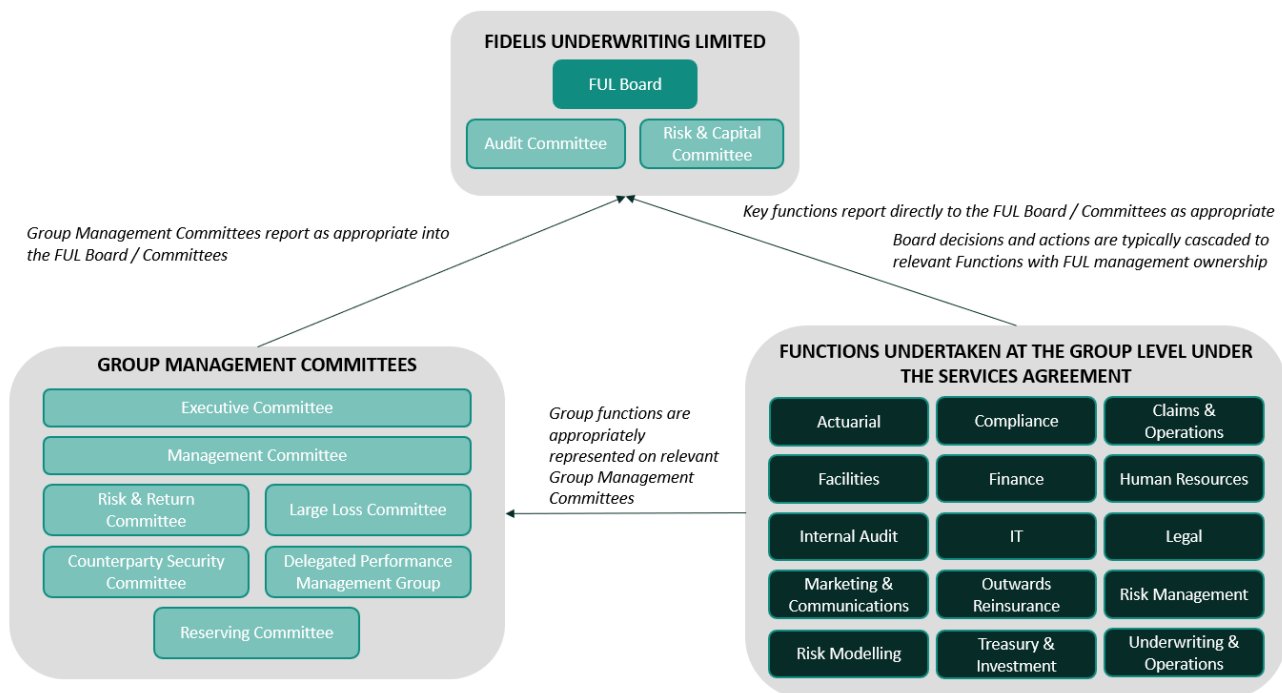 FIDELIS UNDERWRITING LIMITED
FUL Board
Audit Committee
Risk & Capital
Committee
Group Management Committees report as appropriate into
the FUL Board / Committees
Key functions report directly to the FUL Board / Committees as appropriate
Board decisions and actions are typically cascaded to
relevant Functions with FUL management ownership
GROUP MANAGEMENT COMMITTEES
Executive Committee
Management Committee
Risk & Return
Committee
Large Loss Committee
Counterparty Security
Committee
Delegated Performance
Management Group
Reserving Committee
Group functions are
appropriately
represented on relevant
Group Management
Committees
FUNCTIONS UNDERTAKEN AT THE GROUP LEVEL UNDER
THE SERVICES AGREEMENT
Actuarial
Compliance
Claims &
Operations
Facilities
Finance
Human Resources
Internal Audit
IT
Legal
Marketing &
Communications
Outwards
Reinsurance
Risk Management
Risk Modelling
Treasury &
Investment
Underwriting &
Operations